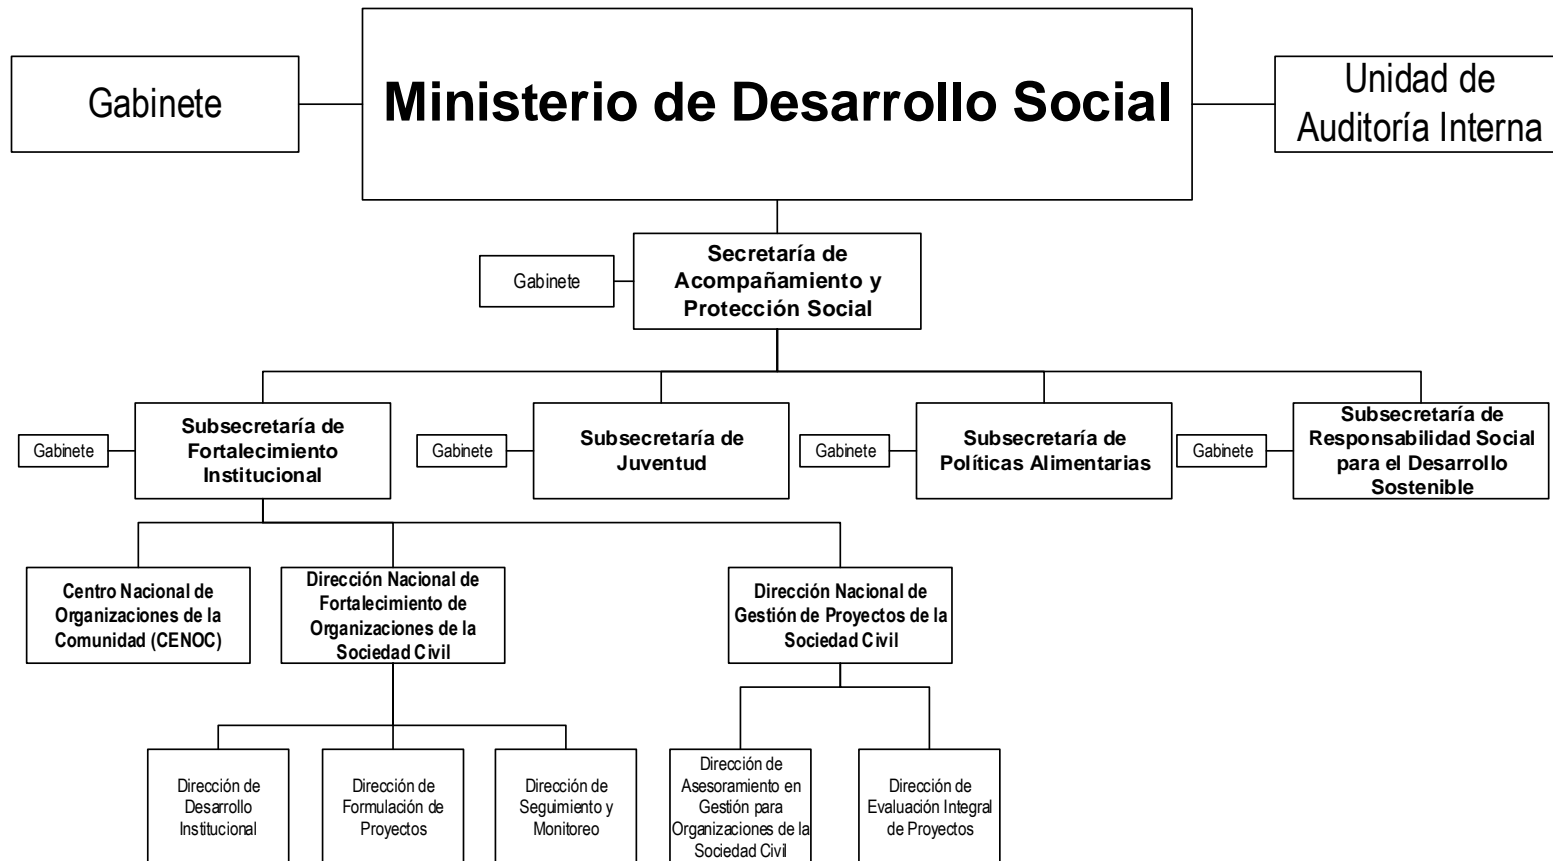 Gabinete
Ministerio de Desarrollo Social
Unidad de
Auditoría Interna
Gabinete
Secretaría de
Acompañamiento y
Protección Social
Gabinete
Subsecretaría de
Fortalecimiento
Institucional
Gabinete
Subsecretaría de
Juventud
Gabinete
Subsecretaría de
Políticas Alimentarias
Gabinete
Subsecretaría de
Responsabilidad Social
para el Desarrollo
Sostenible
Centro Nacional de
Organizaciones de la
Comunidad (CENOC)
Dirección Nacional de
Fortalecimiento de
Organizaciones de la
Sociedad Civil
Dirección Nacional de
Gestión de Proyectos de la
Sociedad Civil
Dirección de
Desarrollo
Institucional
Dirección de
Formulación de
Proyectos
Dirección de
Seguimiento y
Monitoreo
Dirección de
Asesoramiento en
Gestión para
Organizaciones de la
Sociedad Civil
Dirección de
Evaluación Integral
de Proyectos